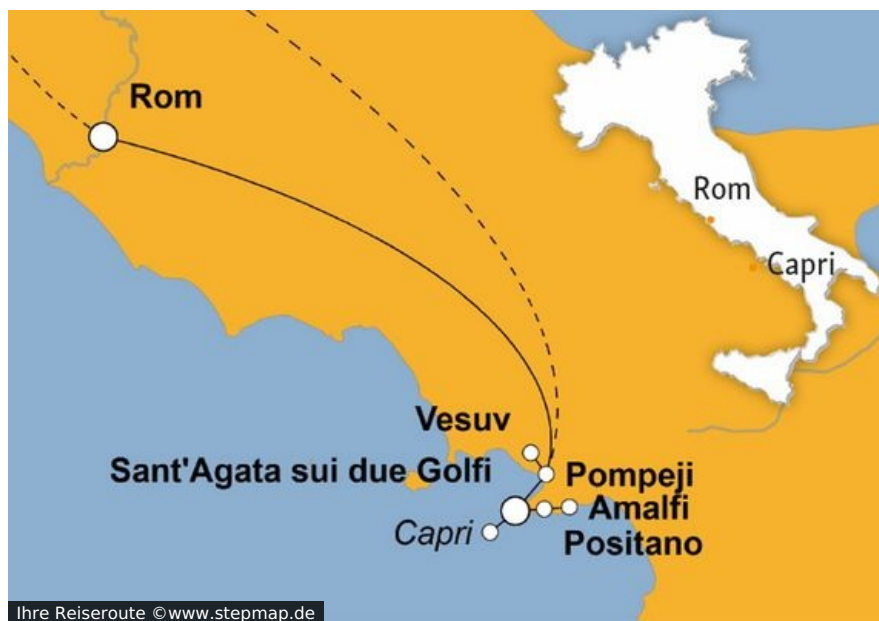 Rom
Rom
Capri
Vesuv
Sant'Agata sui due Golfi
Pompeji
Amalfi
Capri
Positano
Ihre Reiseroute ©www.stepmap.de